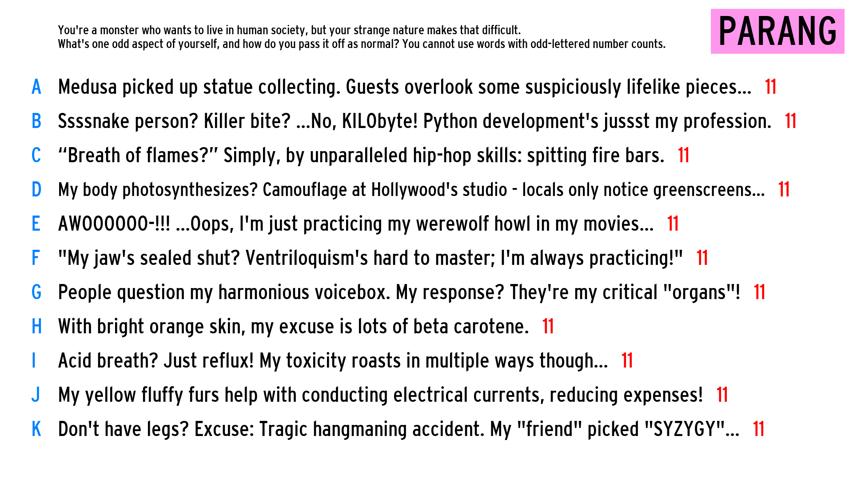 You're a monster who wants to live in human society, but your strange nature makes that difficult.
What's one odd aspect of yourself, and how do you pass it off as normal? You cannot use words with odd-lettered number counts.
PARANG
A Medusa picked up statue collecting. Guests overlook some suspiciously lifelike pieces... 11
B Ssssnake person? Killer bite? ...No, KILObyte! Python development's jussst my profession. 11
C “Breath of flames?” Simply, by unparalleled hip-hop skills: spitting fire bars. 11
D My body photosynthesizes? Camouflage at Hollywood's studio - locals only notice greenscreens... 11
E AWOOOOOO-!!! ...Oops, I'm just practicing my werewolf howl in my movies... 11
F "My jaw's sealed shut? Ventriloquism's hard to master; I'm always practicing!" 11
G People question my harmonious voicebox. My response? They're my critical "organs"! 11
H With bright orange skin, my excuse is lots of beta carotene. 11
I Acid breath? Just reflux! My toxicity roasts in multiple ways though... 11
J My yellow fluffy furs help with conducting electrical currents, reducing expenses! 11
K Don't have legs? Excuse: Tragic hangmaning accident. My "friend" picked "SYZYGY"... 11